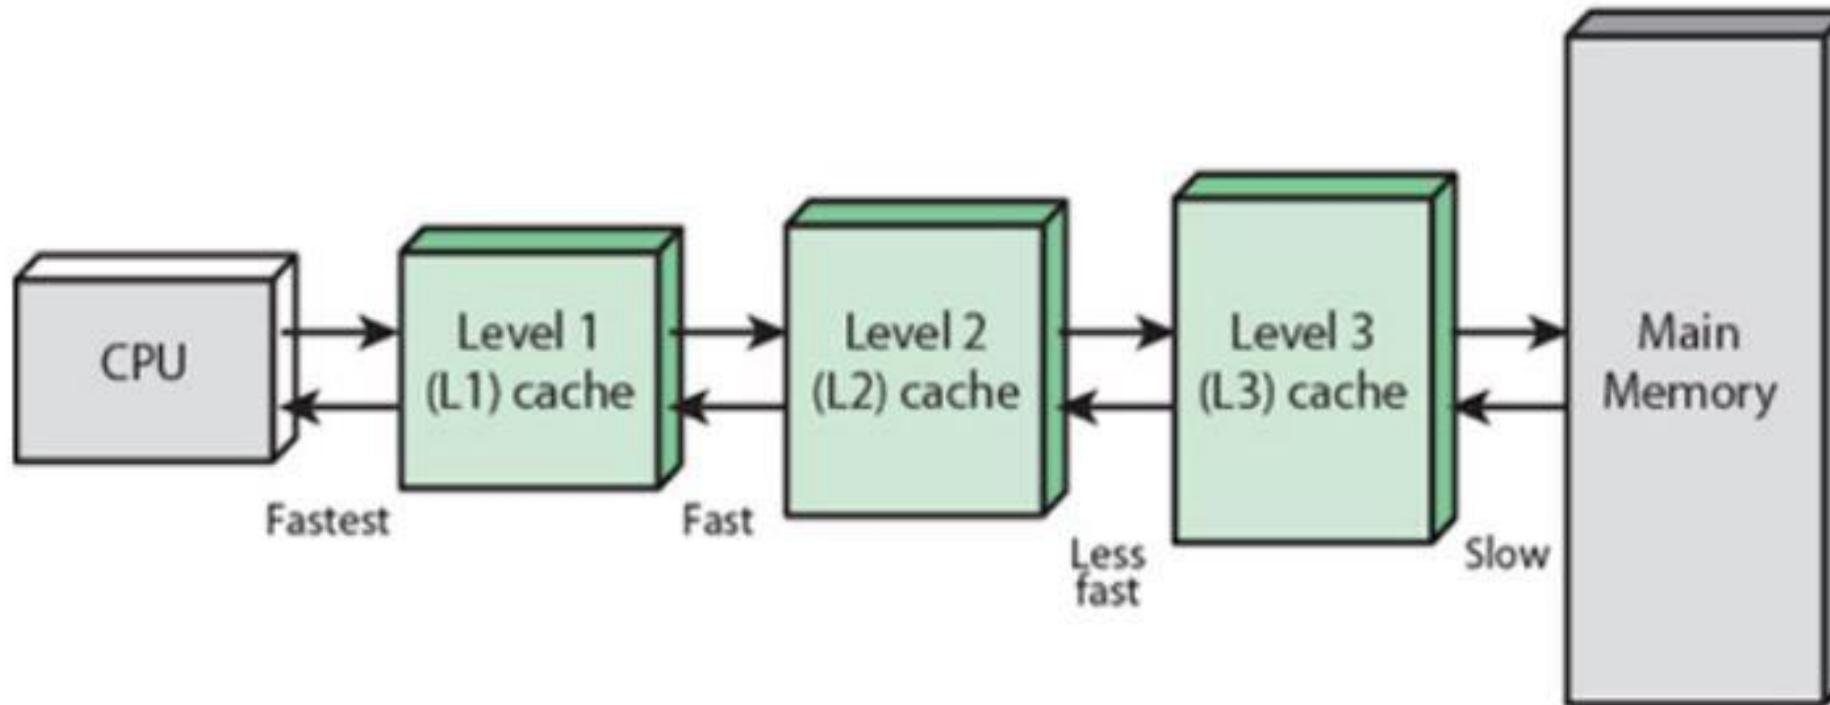 CPU
Level 1
(L1) cache
Level 2
(L2) cache
Level 3
(L3) cache
Main
Memory
Fastest
Fast
Less
fast
Slow